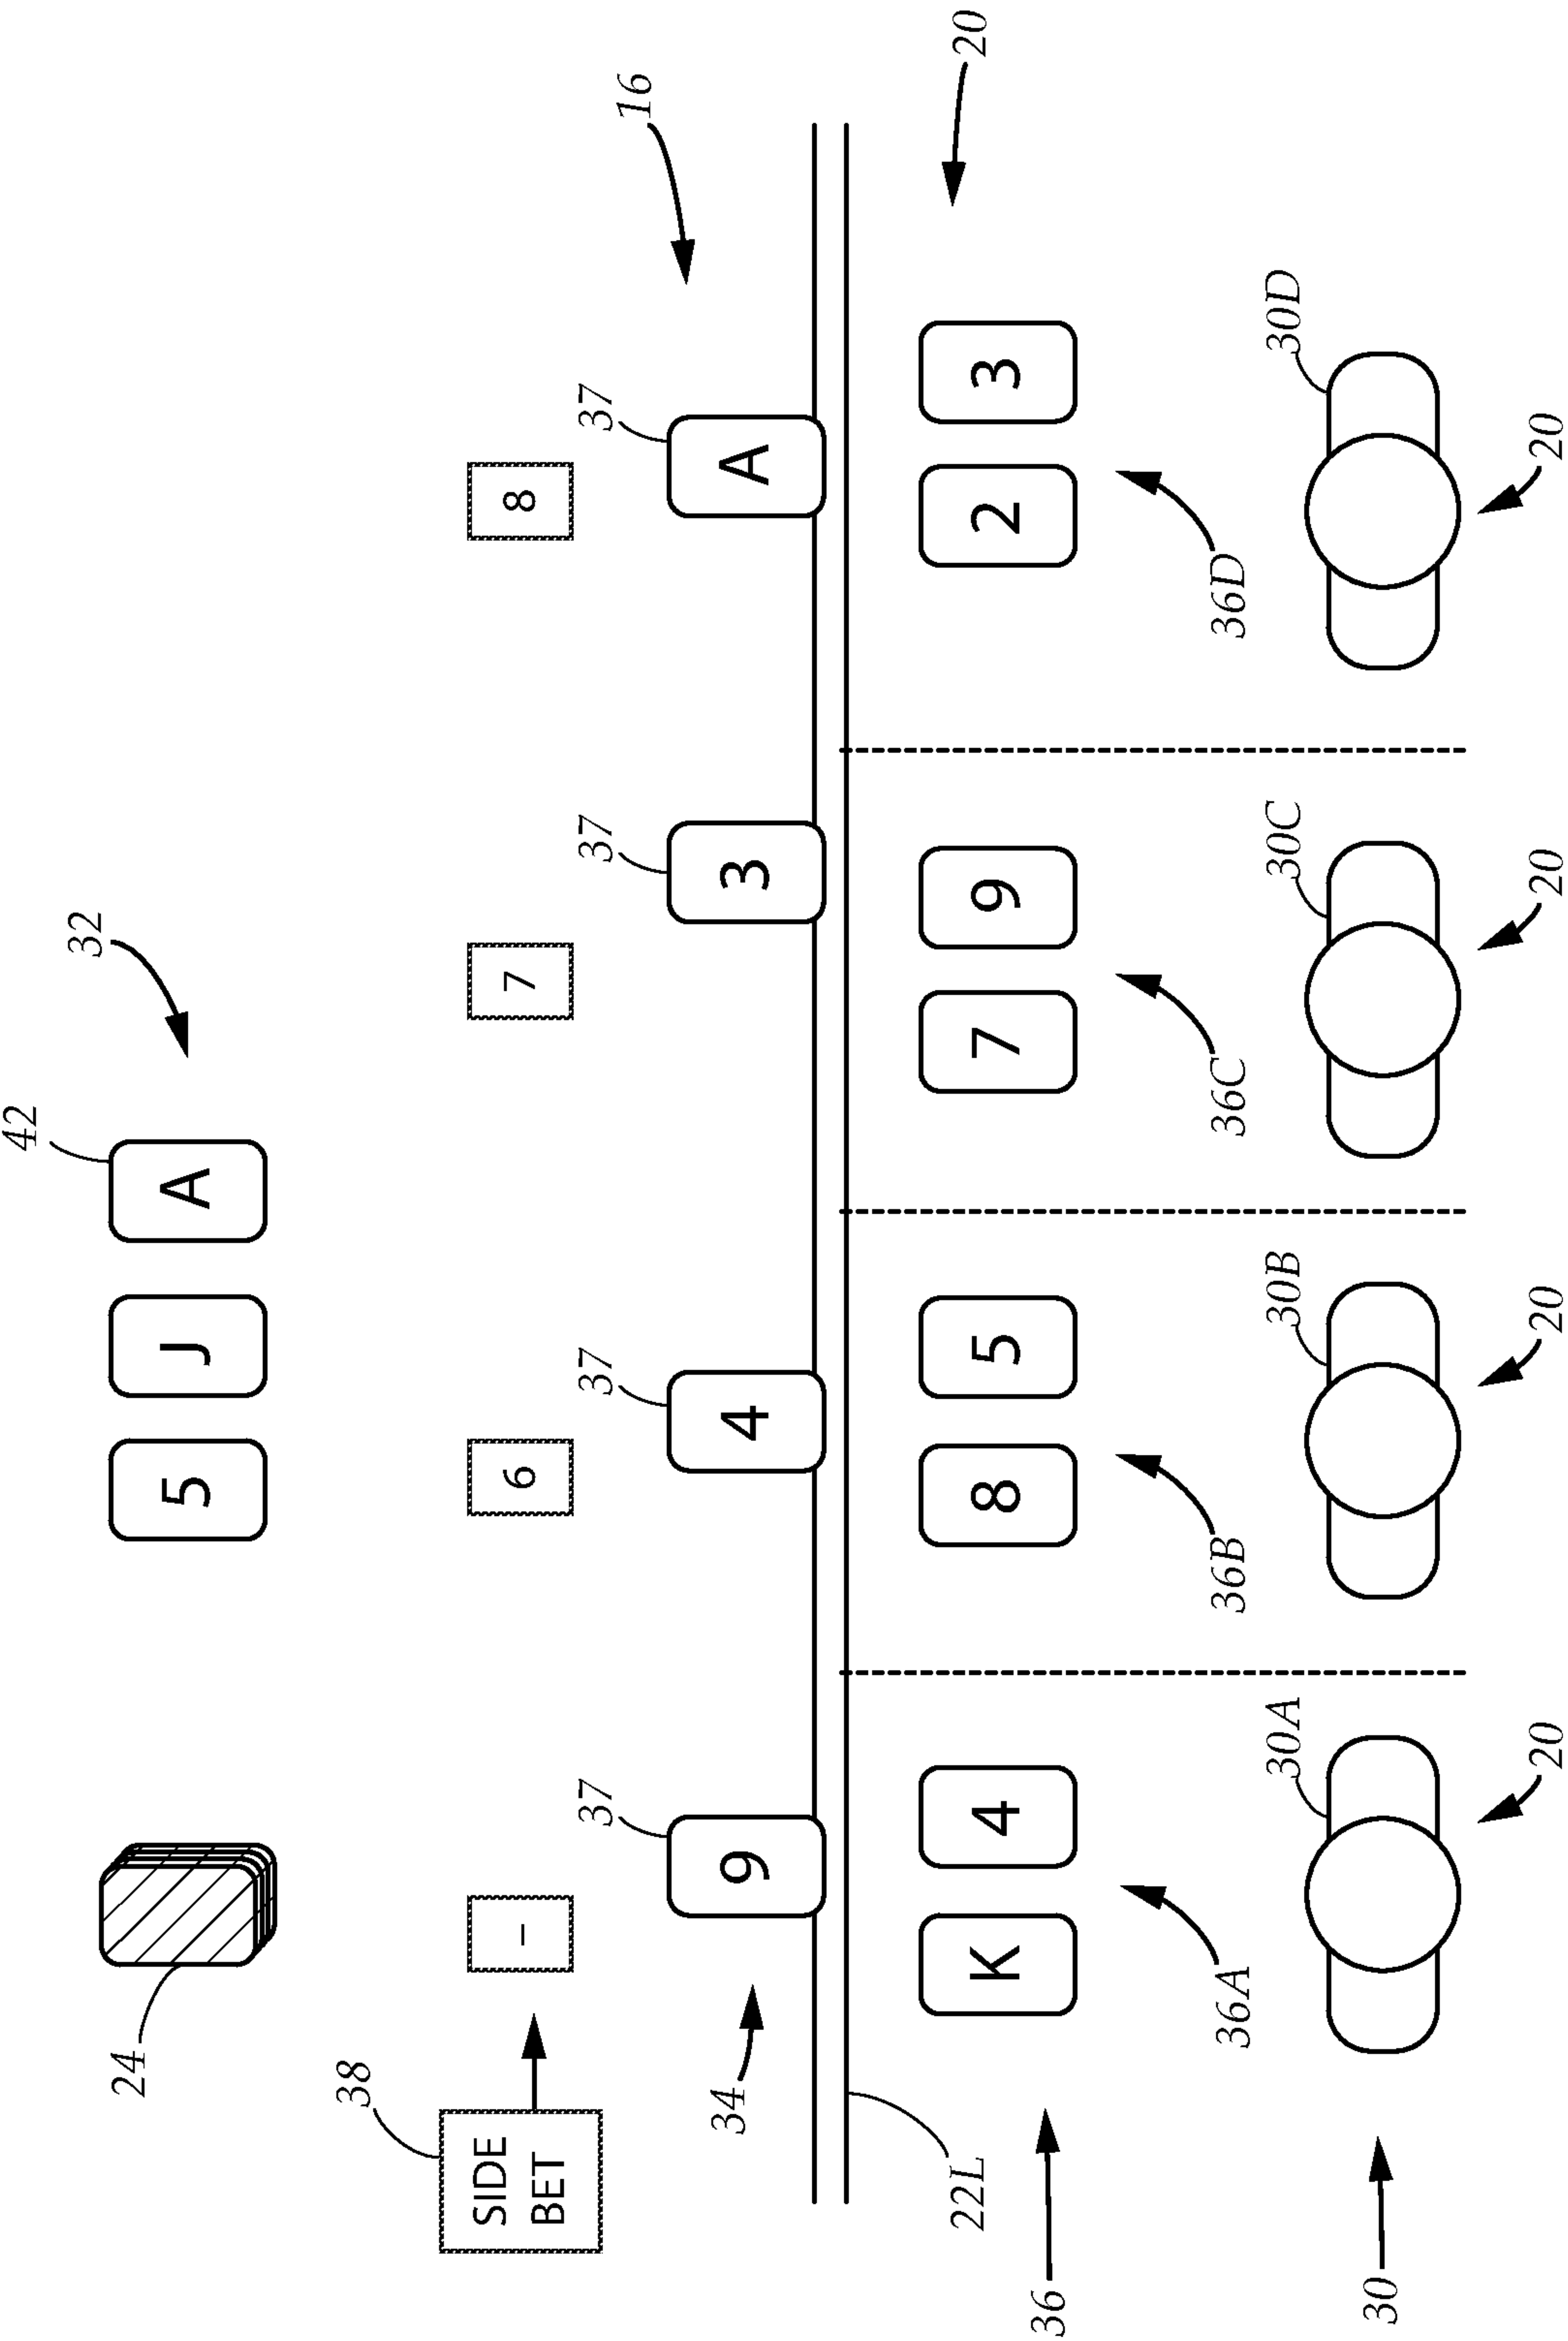 42
32
24
5 J A
38
SIDE
BET
– 6 7 8
16
37 37 37 37
34
9 4 3 A
22L
20
36
K 4 8 5 7 9 2 3
36A 36B 36C 36D
30A 30B 30C 30D
30
20 20 20 20